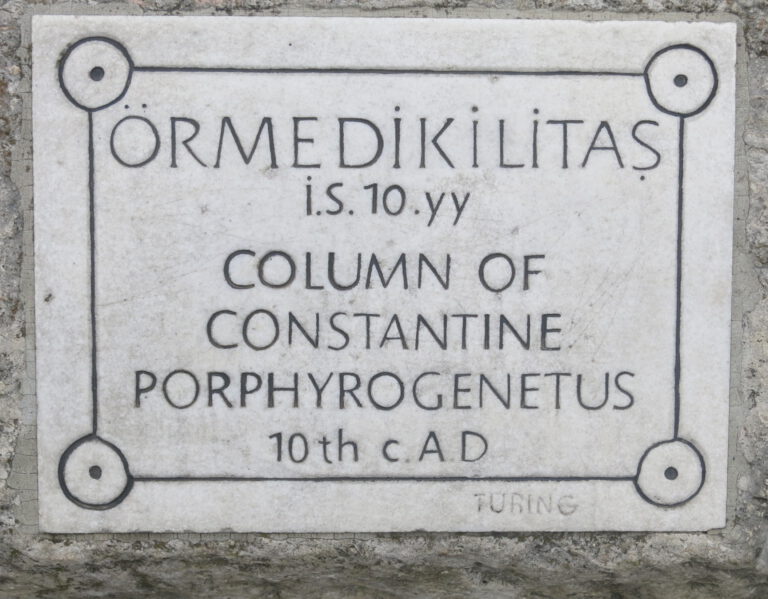 ÖRMEDİKİLİTAŞ
İ.S. 10.yy
COLUMN OF
CONSTANTINE
PORPHYROGENETUS
10th c.A.D
TURING